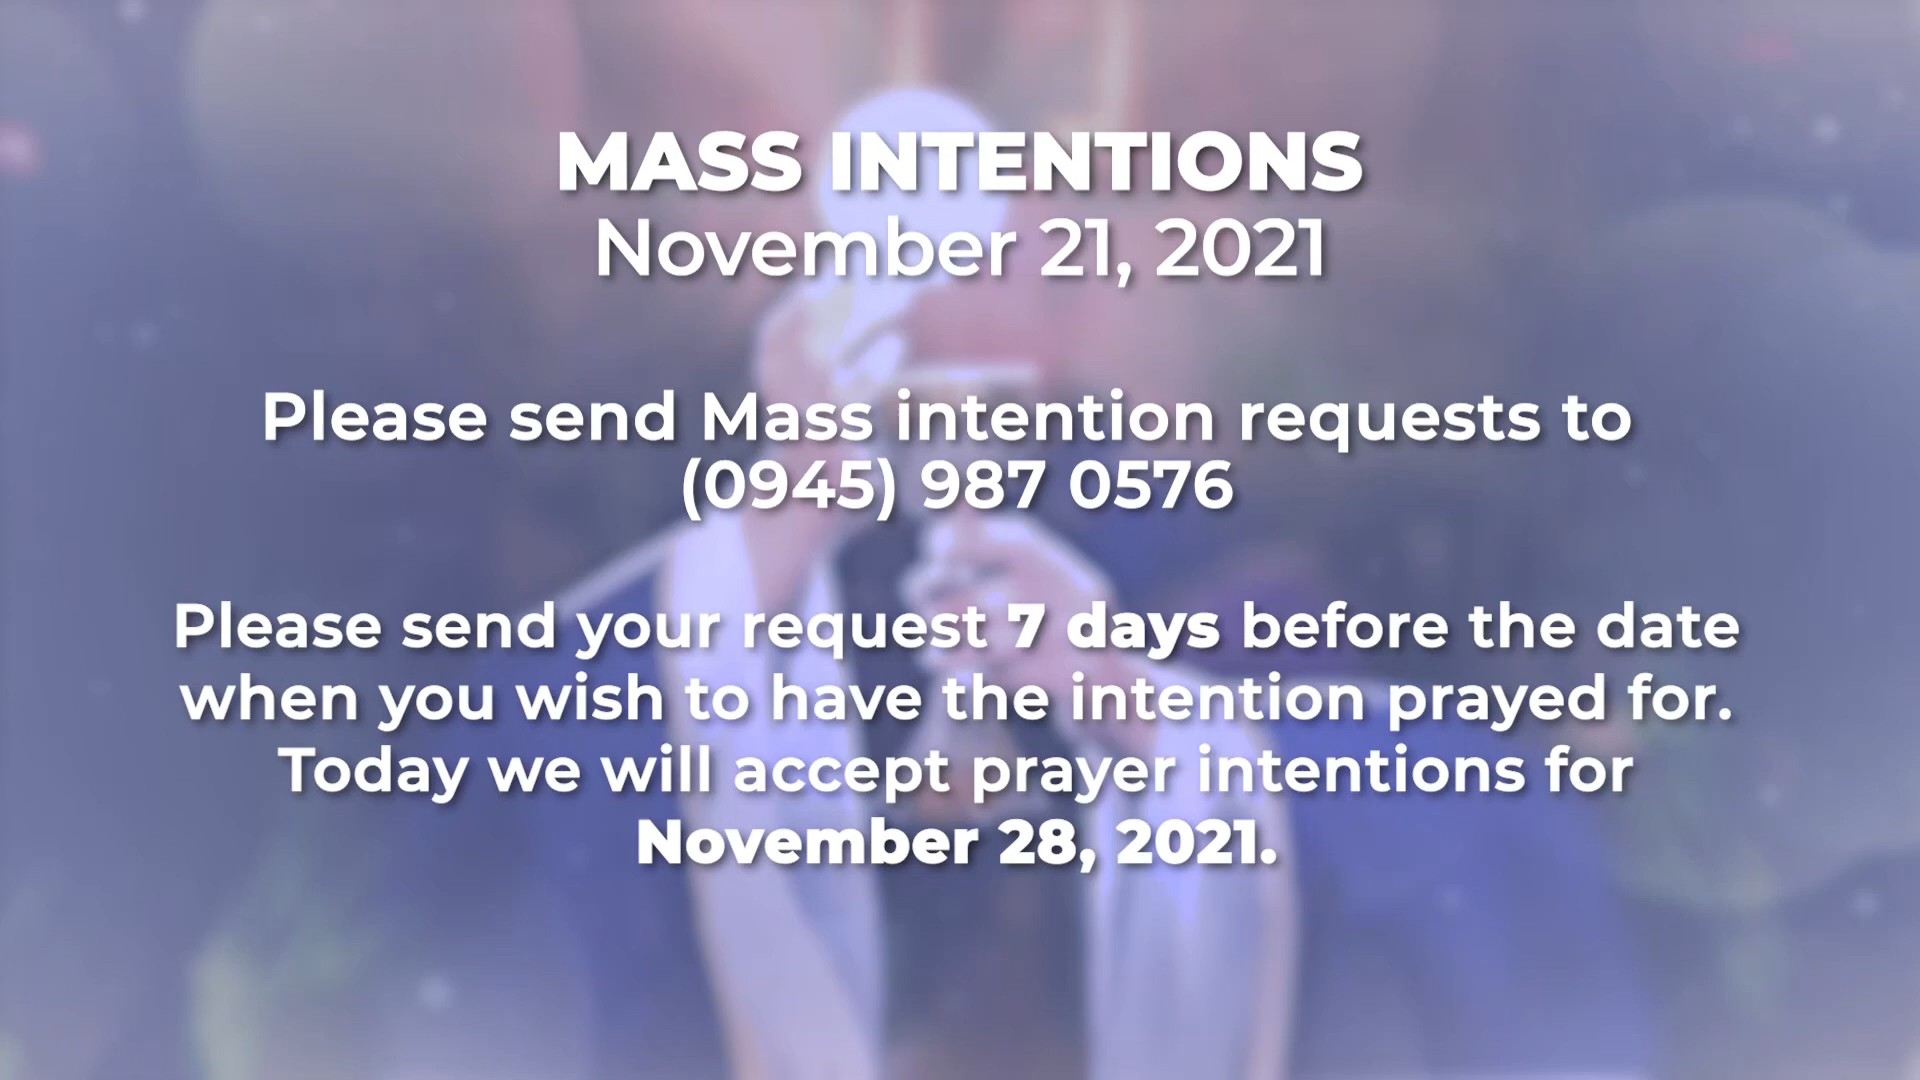 MASS INTENTIONS
November 21, 2021
Please send Mass intention requests to
(0945) 987 0576
Please send your request 7 days before the date
when you wish to have the intention prayed for.
Today we will accept prayer intentions for
November 28, 2021.